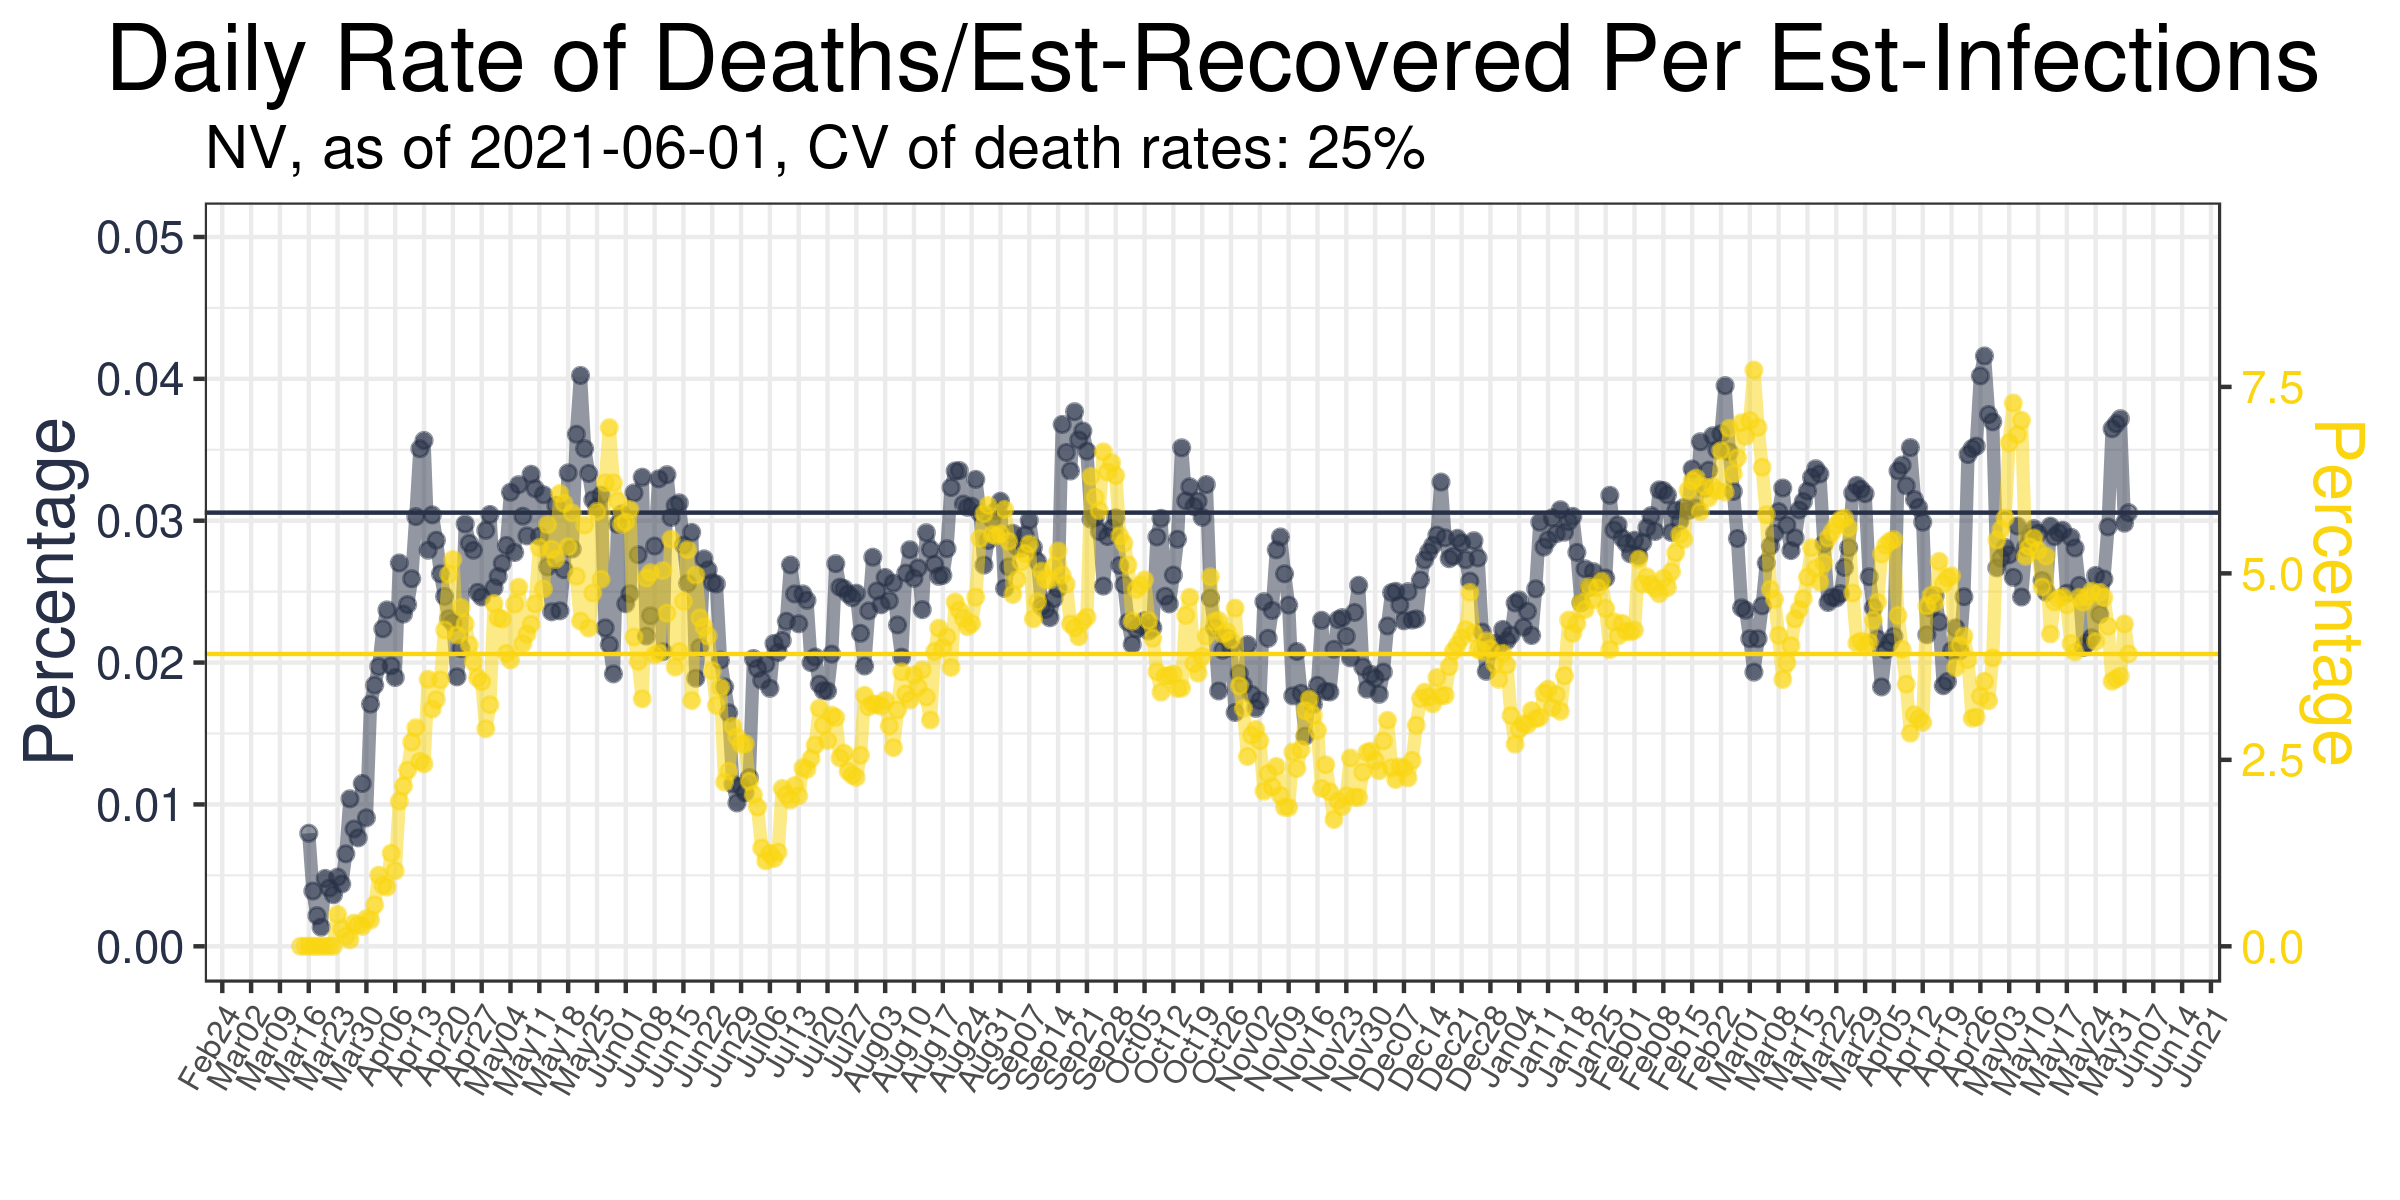 Daily Rate of Deaths/Est-Recovered Per Est-Infections
NV, as of 2021-06-01, CV of death rates: 25%
Percentage
0.05
0.04
0.03
0.02
0.01
0.00
7.5
5.0
2.5
0.0
Percentage
Feb24 Mar02 Mar09 Mar16 Mar23 Mar30 Apr06 Apr13 Apr20 Apr27 May04 May11 May18 May25 Jun01 Jun08 Jun15 Jun22 Jun29 Jul06 Jul13 Jul20 Jul27 Aug03 Aug10 Aug17 Aug24 Aug31 Sep07 Sep14 Sep21 Sep28 Oct05 Oct12 Oct19 Oct26 Nov02 Nov09 Nov16 Nov23 Nov30 Dec07 Dec14 Dec21 Dec28 Jan04 Jan11 Jan18 Jan25 Feb01 Feb08 Feb15 Feb22 Mar01 Mar08 Mar15 Mar22 Mar29 Apr05 Apr12 Apr19 Apr26 May03 May10 May17 May24 May31 Jun07 Jun14 Jun21